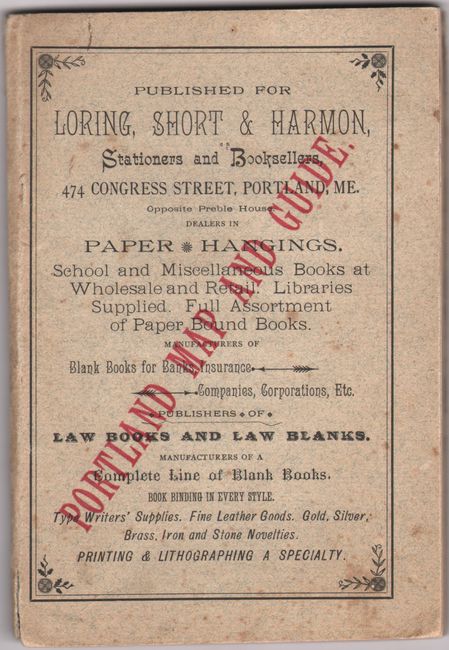 PUBLISHED FOR
LORING, SHORT & HARMON,
Stationers and Booksellers,
474 CONGRESS STREET, PORTLAND, ME.
Opposite Preble House.
DEALERS IN
PAPER HANGINGS.
School and Miscellaneous Books at
Wholesale and Retail. Libraries
Supplied. Full Assortment
of Paper Bound Books.
MANUFACTURERS OF
Blank Books for Banks, Insurance
Companies, Corporations, Etc.
PUBLISHERS OF
LAW BOOKS AND LAW BLANKS.
MANUFACTURERS OF A
Complete Line of Blank Books.
BOOK BINDING IN EVERY STYLE.
Type Writers' Supplies. Fine Leather Goods. Gold, Silver,
Brass, Iron and Stone Novelties.
PRINTING & LITHOGRAPHING A SPECIALTY.
PORTLAND MAP AND GUIDE.